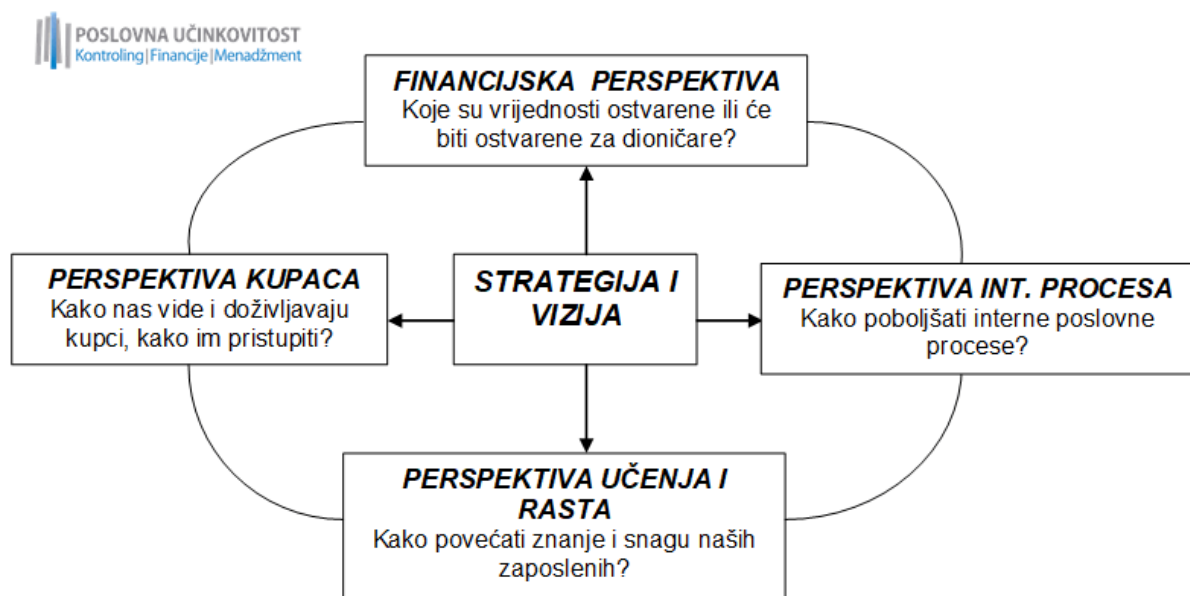 POSLOVNA UČINKOVITOST
Kontroling|Financije|Menadžment
FINANCIJSKA PERSPEKTIVA
Koje su vrijednosti ostvarene ili će
biti ostvarene za dioničare?
PERSPEKTIVA KUPACA
Kako nas vide i doživljavaju
kupci, kako im pristupiti?
STRATEGIJA I
VIZIJA
PERSPEKTIVA INT. PROCESA
Kako poboljšati interne poslovne
procese?
PERSPEKTIVA UČENJA I
RASTA
Kako povećati znanje i snagu naših
zaposlenih?